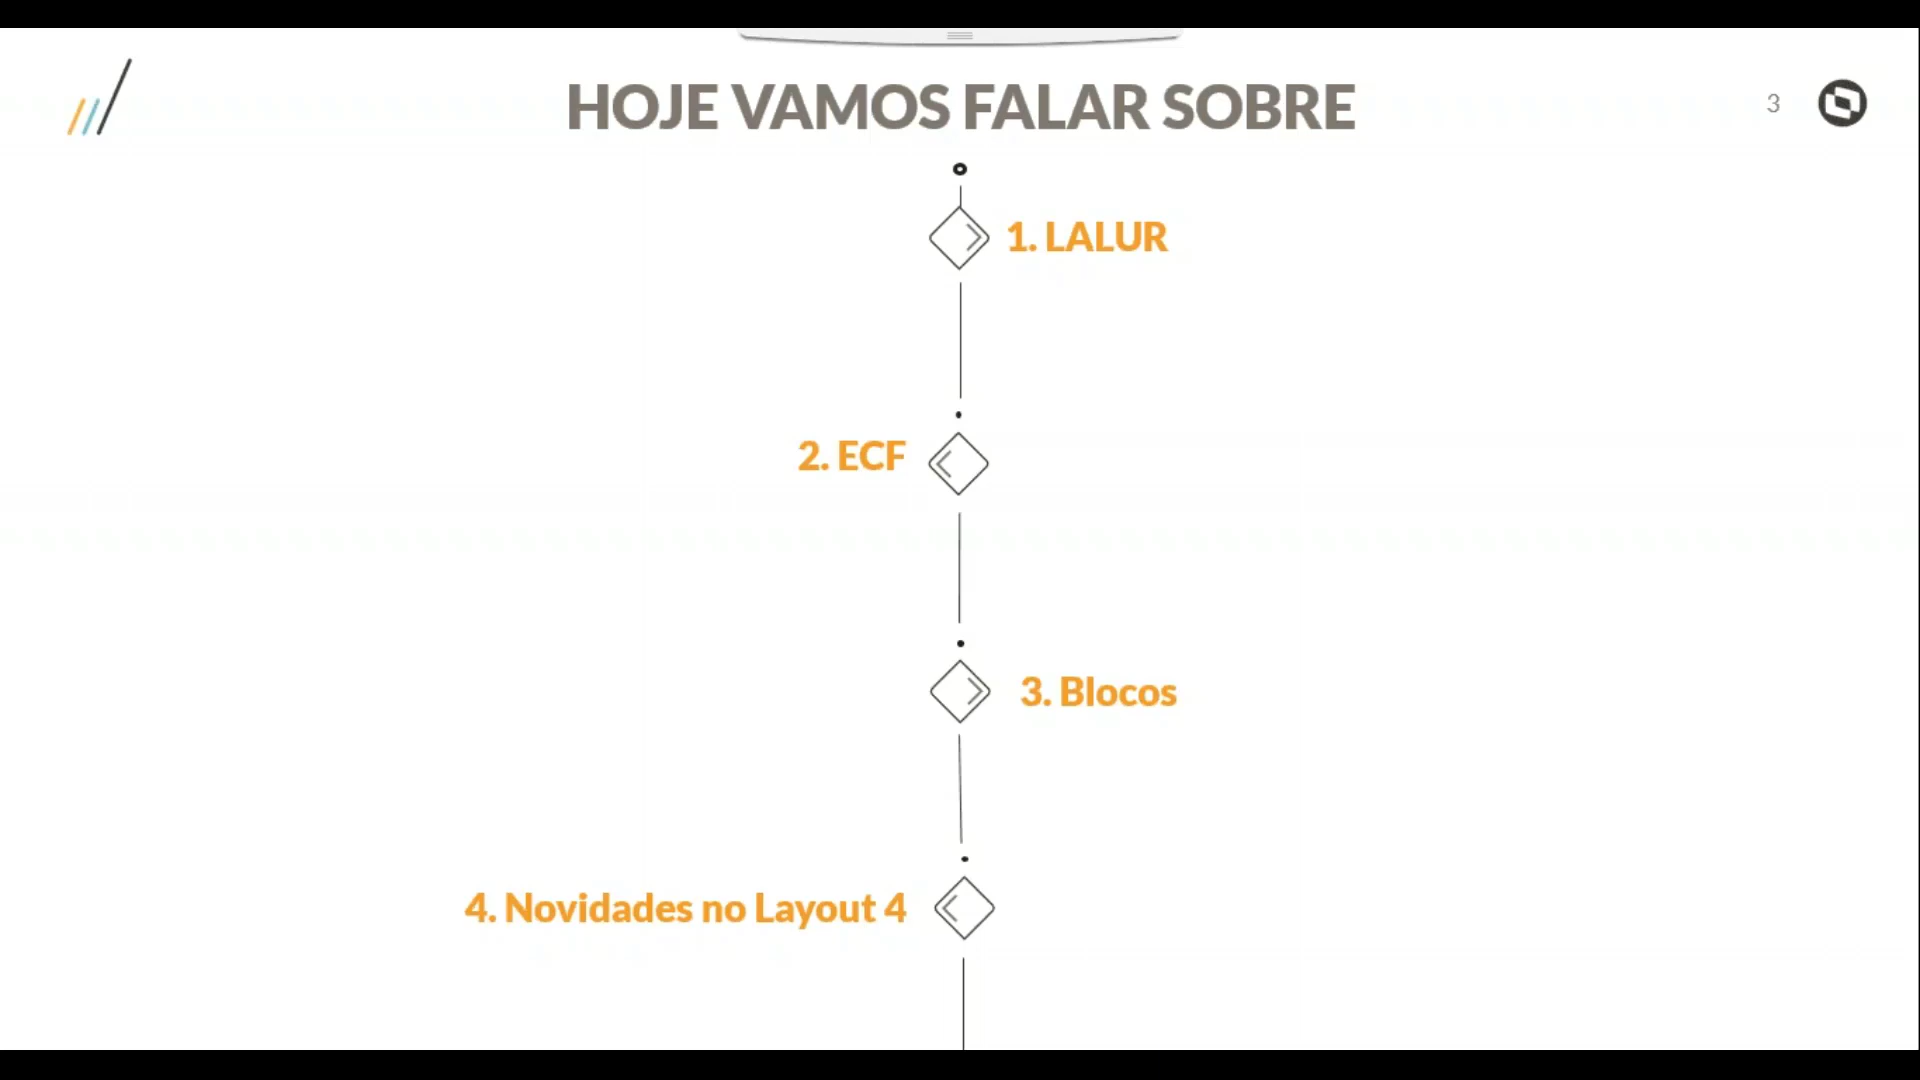 HOJE VAMOS FALAR SOBRE
3
1. LALUR
2. ECF
3. Blocos
4. Novidades no Layout 4